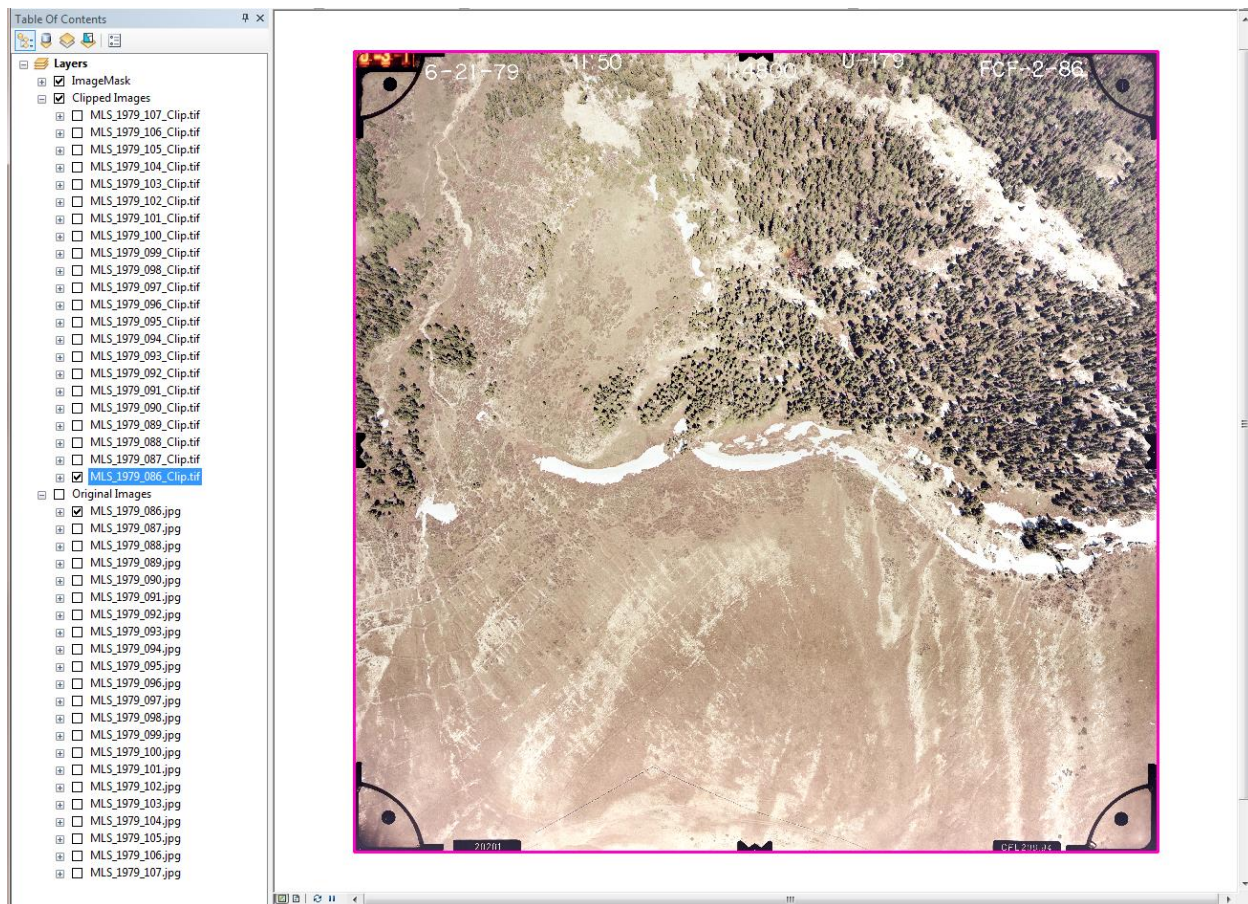 Table Of Contents
Layers
ImageMask
Clipped Images
MLS_1979_107_Clip.tif
MLS_1979_106_Clip.tif
MLS_1979_105_Clip.tif
MLS_1979_104_Clip.tif
MLS_1979_103_Clip.tif
MLS_1979_102_Clip.tif
MLS_1979_101_Clip.tif
MLS_1979_100_Clip.tif
MLS_1979_099_Clip.tif
MLS_1979_098_Clip.tif
MLS_1979_097_Clip.tif
MLS_1979_096_Clip.tif
MLS_1979_095_Clip.tif
MLS_1979_094_Clip.tif
MLS_1979_093_Clip.tif
MLS_1979_092_Clip.tif
MLS_1979_091_Clip.tif
MLS_1979_090_Clip.tif
MLS_1979_089_Clip.tif
MLS_1979_088_Clip.tif
MLS_1979_087_Clip.tif
MLS_1979_086_Clip.tif
Original Images
MLS_1979_086.jpg
MLS_1979_087.jpg
MLS_1979_088.jpg
MLS_1979_089.jpg
MLS_1979_090.jpg
MLS_1979_091.jpg
MLS_1979_092.jpg
MLS_1979_093.jpg
MLS_1979_094.jpg
MLS_1979_095.jpg
MLS_1979_096.jpg
MLS_1979_097.jpg
MLS_1979_098.jpg
MLS_1979_099.jpg
MLS_1979_100.jpg
MLS_1979_101.jpg
MLS_1979_102.jpg
MLS_1979_103.jpg
MLS_1979_104.jpg
MLS_1979_105.jpg
MLS_1979_106.jpg
MLS_1979_107.jpg
6-21-79 11:50 1:4800 U-179 FCF-2-86
20201